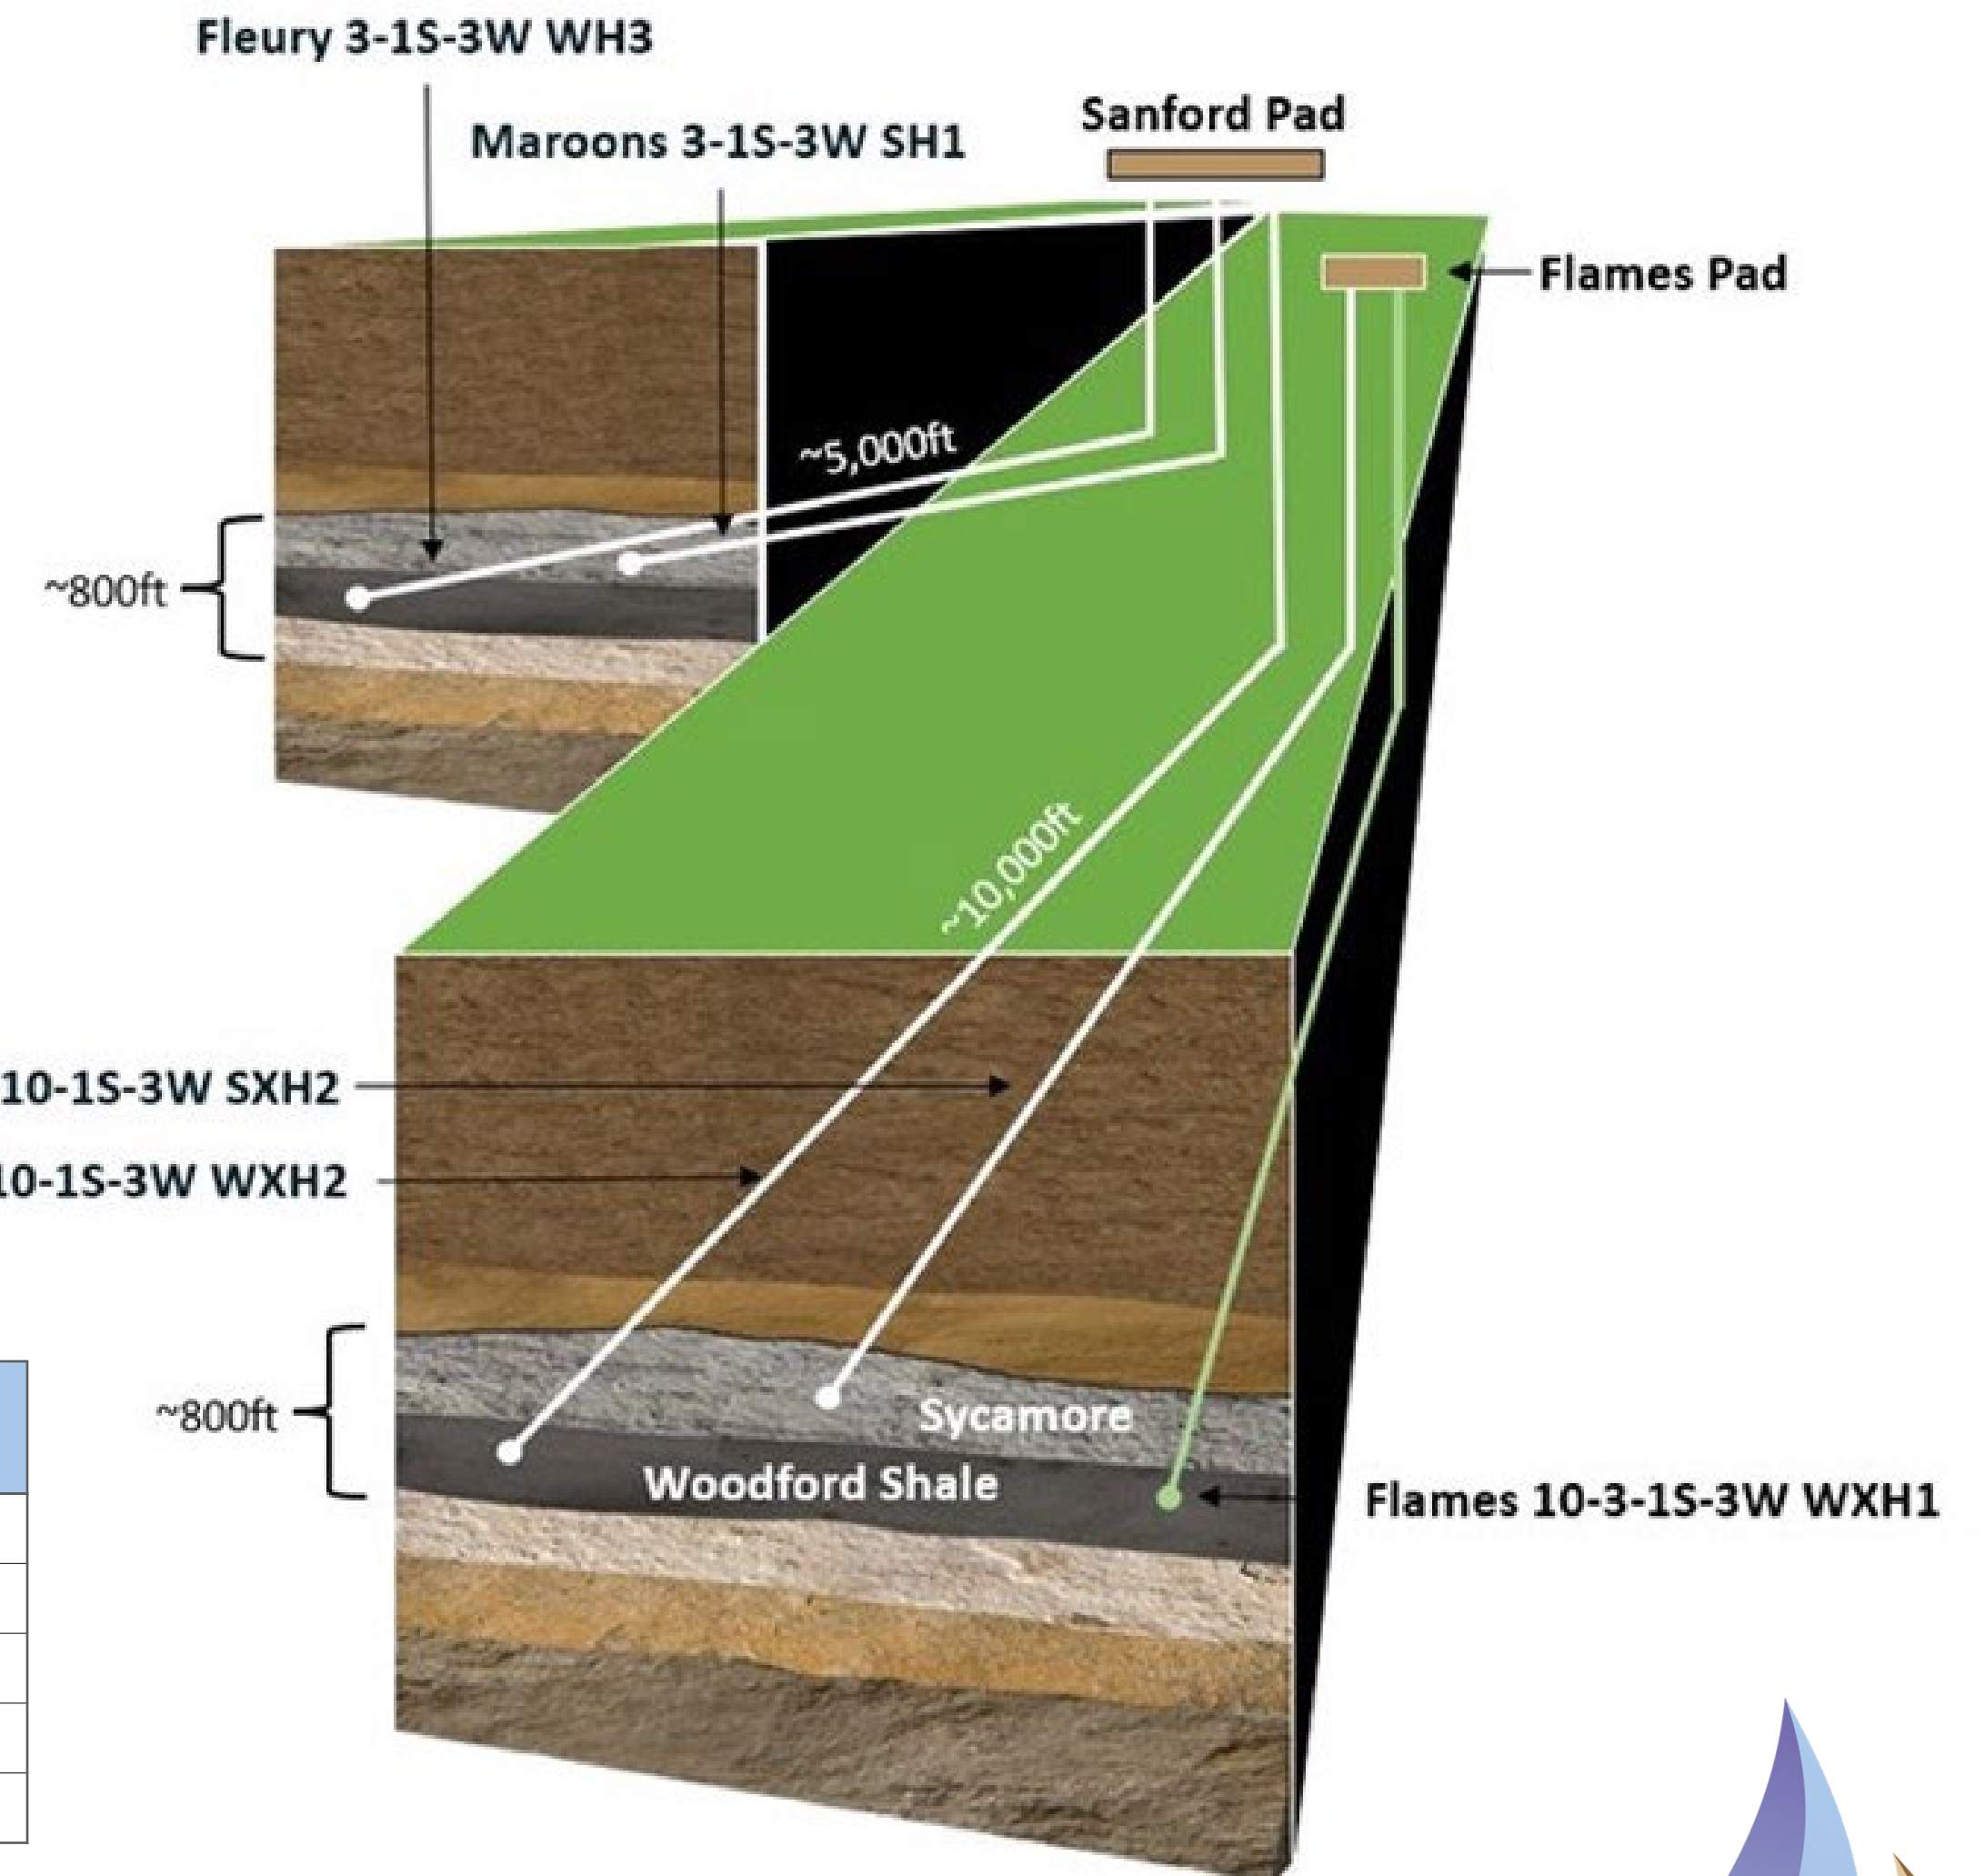 Fleury 3-1S-3W WH3
Maroons 3-1S-3W SH1
Sanford Pad
Flames Pad
~5,000ft
~800ft
~10,000ft
10-1S-3W SXH2
10-1S-3W WXH2
~800ft
Sycamore
Woodford Shale
Flames 10-3-1S-3W WXH1